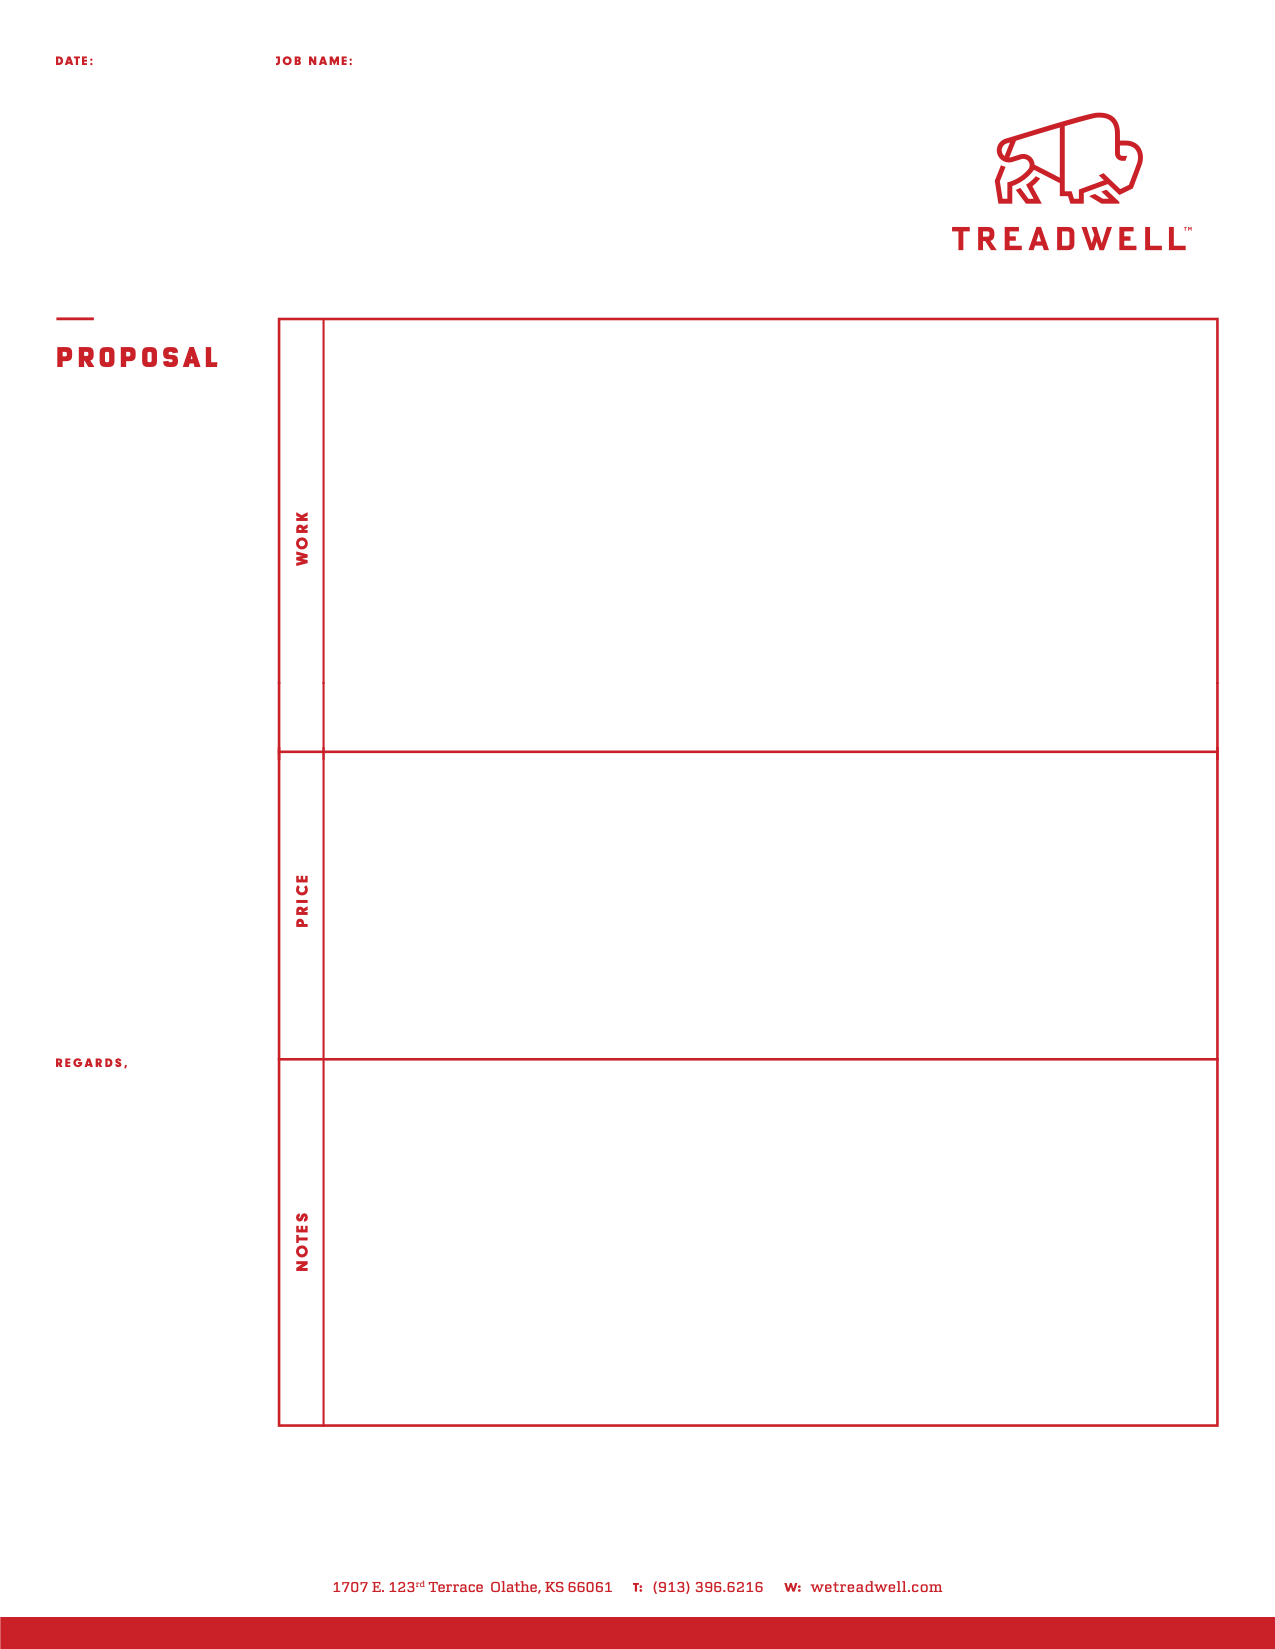 DATE: JOB NAME:
TREADWELL™
PROPOSAL
WORK
PRICE
REGARDS,
NOTES
1707 E. 123rd Terrace Olathe, KS 66061 T: (913) 396.6216 W: wetreadwell.com